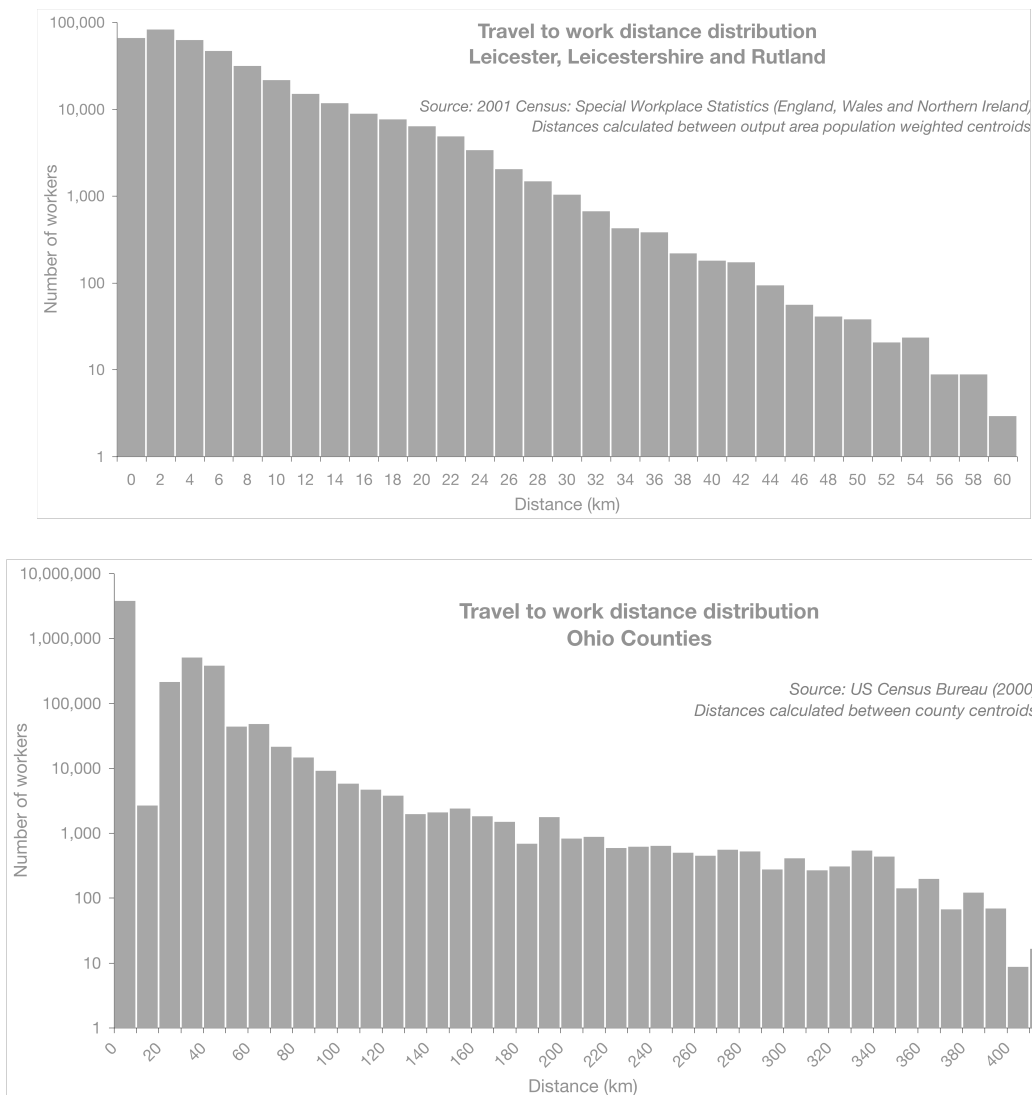 Travel to work distance distribution
Leicester, Leicestershire and Rutland
Source: 2001 Census: Special Workplace Statistics (England, Wales and Northern Ireland)
Distances calculated between output area population weighted centroids
Number of workers
100,000
10,000
1,000
100
10
1
0 2 4 6 8 10 12 14 16 18 20 22 24 26 28 30 32 34 36 38 40 42 44 46 48 50 52 54 56 58 60
Distance (km)
Travel to work distance distribution
Ohio Counties
Source: US Census Bureau (2000
Distances calculated between county centroids
Number of workers
10,000,000
1,000,000
100,000
10,000
1,000
100
10
1
0 20 40 60 80 100 120 140 160 180 200 220 240 260 280 300 320 340 360 380 400
Distance (km)